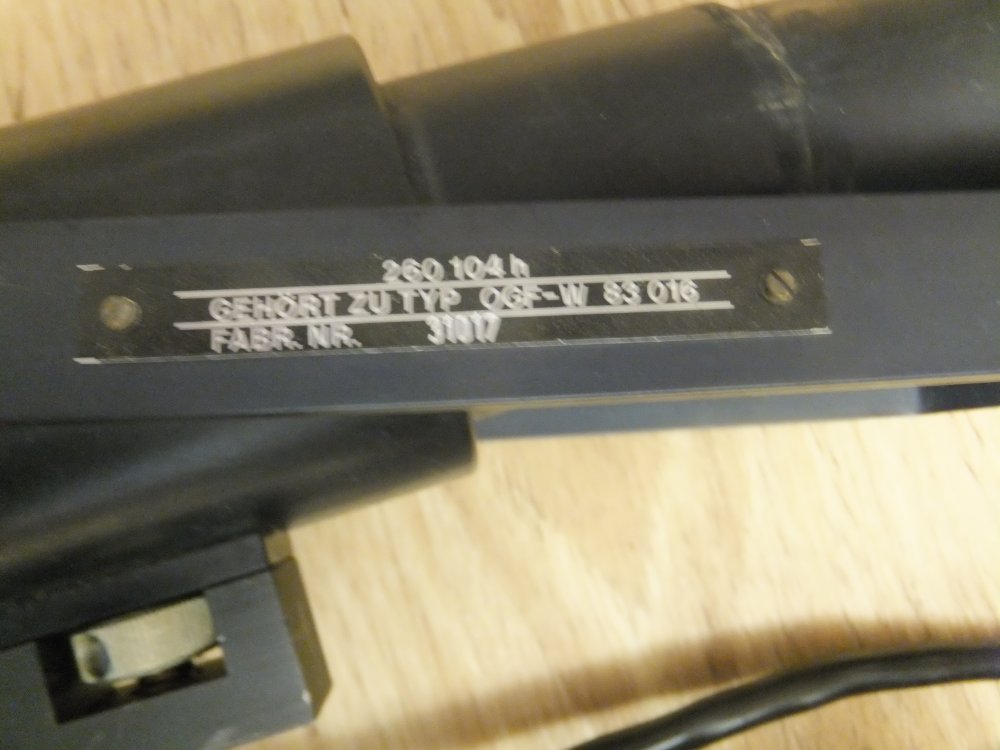 260 104 h
GEHÖRT ZU TYP OGF-W 83 016
FABR. NR. 31017